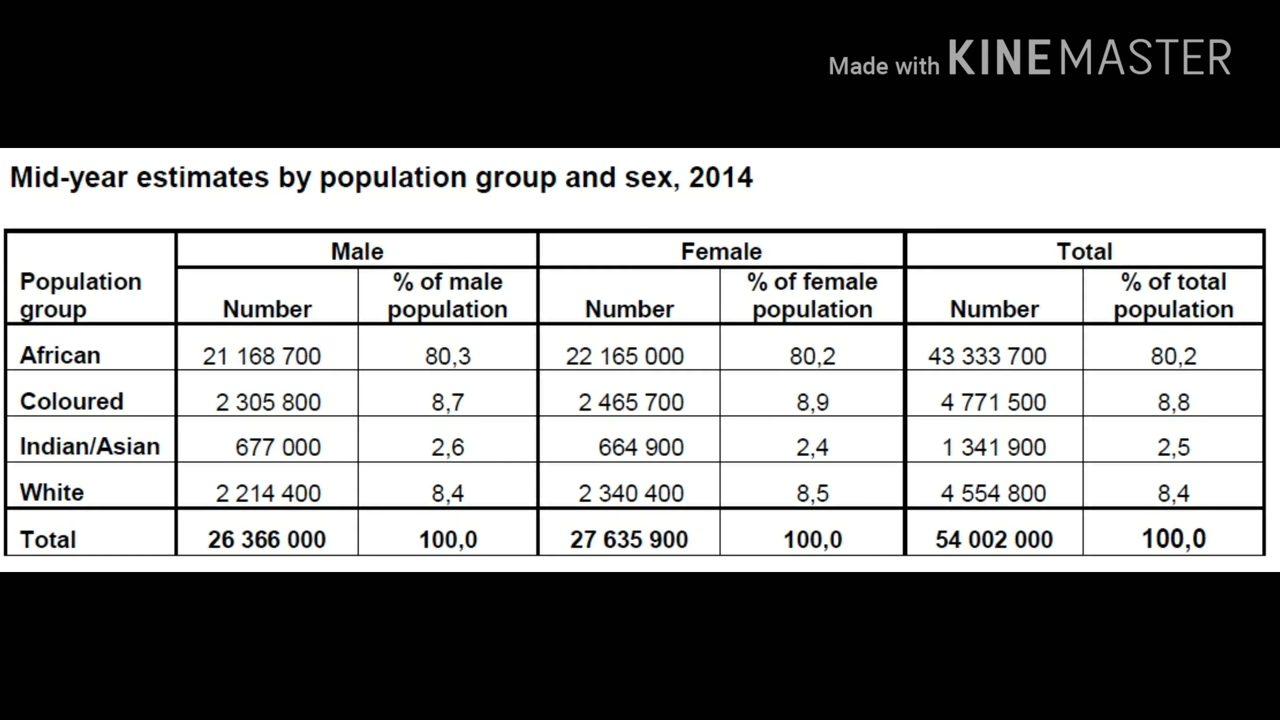 Made with KINEMASTER
Mid-year estimates by population group and sex, 2014
Population group Male Female Total
Number % of male population Number % of female population Number % of total population
African 21 168 700 80,3 22 165 000 80,2 43 333 700 80,2
Coloured 2 305 800 8,7 2 465 700 8,9 4 771 500 8,8
Indian/Asian 677 000 2,6 664 900 2,4 1 341 900 2,5
White 2 214 400 8,4 2 340 400 8,5 4 554 800 8,4
Total 26 366 000 100,0 27 635 900 100,0 54 002 000 100,0